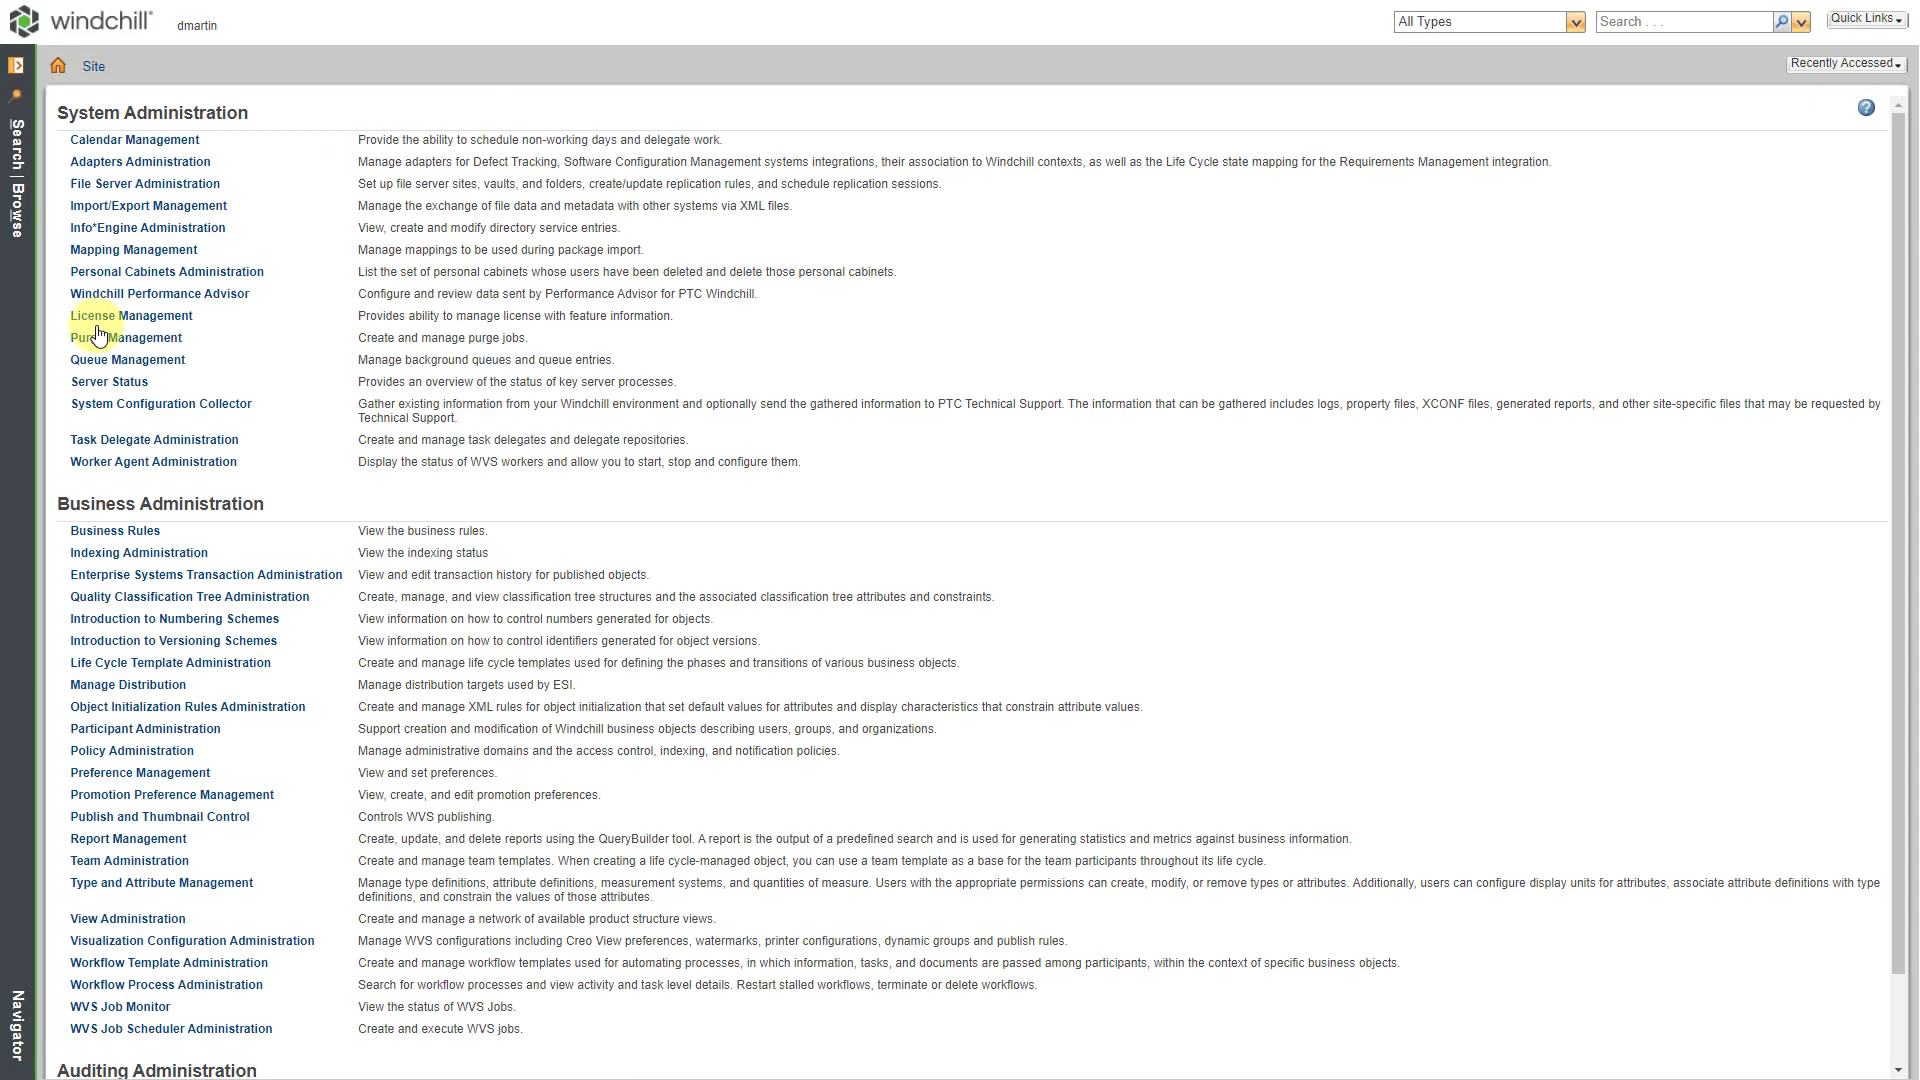 windchill
dmartin
All Types
Search . . .
Quick Links
Site
Recently Accessed
Search | Browse
Navigator
System Administration
Calendar Management Provide the ability to schedule non-working days and delegate work.
Adapters Administration Manage adapters for Defect Tracking, Software Configuration Management systems integrations, their association to Windchill contexts, as well as the Life Cycle state mapping for the Requirements Management integration.
File Server Administration Set up file server sites, vaults, and folders, create/update replication rules, and schedule replication sessions.
Import/Export Management Manage the exchange of file data and metadata with other systems via XML files.
Info*Engine Administration View, create and modify directory service entries.
Mapping Management Manage mappings to be used during package import.
Personal Cabinets Administration List the set of personal cabinets whose users have been deleted and delete those personal cabinets.
Windchill Performance Advisor Configure and review data sent by Performance Advisor for PTC Windchill.
License Management Provides ability to manage license with feature information.
Purge Management Create and manage purge jobs.
Queue Management Manage background queues and queue entries.
Server Status Provides an overview of the status of key server processes.
System Configuration Collector Gather existing information from your Windchill environment and optionally send the gathered information to PTC Technical Support. The information that can be gathered includes logs, property files, XCONF files, generated reports, and other site-specific files that may be requested by
Technical Support.
Task Delegate Administration Create and manage task delegates and delegate repositories.
Worker Agent Administration Display the status of WVS workers and allow you to start, stop and configure them.
Business Administration
Business Rules View the business rules.
Indexing Administration View the indexing status
Enterprise Systems Transaction Administration View and edit transaction history for published objects.
Quality Classification Tree Administration Create, manage, and view classification tree structures and the associated classification tree attributes and constraints.
Introduction to Numbering Schemes View information on how to control numbers generated for objects.
Introduction to Versioning Schemes View information on how to control identifiers generated for object versions.
Life Cycle Template Administration Create and manage life cycle templates used for defining the phases and transitions of various business objects.
Manage Distribution Manage distribution targets used by ESI.
Object Initialization Rules Administration Create and manage XML rules for object initialization that set default values for attributes and display characteristics that constrain attribute values.
Participant Administration Support creation and modification of Windchill business objects describing users, groups, and organizations.
Policy Administration Manage administrative domains and the access control, indexing, and notification policies.
Preference Management View and set preferences.
Promotion Preference Management View, create, and edit promotion preferences.
Publish and Thumbnail Control Controls WVS publishing.
Report Management Create, update, and delete reports using the QueryBuilder tool. A report is the output of a predefined search and is used for generating statistics and metrics against business information.
Team Administration Create and manage team templates. When creating a life cycle-managed object, you can use a team template as a base for the team participants throughout its life cycle.
Type and Attribute Management Manage type definitions, attribute definitions, measurement systems, and quantities of measure. Users with the appropriate permissions can create, modify, or remove types or attributes. Additionally, users can configure display units for attributes, associate attribute definitions with type
definitions, and constrain the values of those attributes.
View Administration Create and manage a network of available product structure views.
Visualization Configuration Administration Manage WVS configurations including Creo View preferences, watermarks, printer configurations, dynamic groups and publish rules.
Workflow Template Administration Create and manage workflow templates used for automating processes, in which information, tasks, and documents are passed among participants, within the context of specific business objects.
Workflow Process Administration Search for workflow processes and view activity and task level details. Restart stalled workflows, terminate or delete workflows.
WVS Job Monitor View the status of WVS Jobs.
WVS Job Scheduler Administration Create and execute WVS jobs.
Auditing Administration